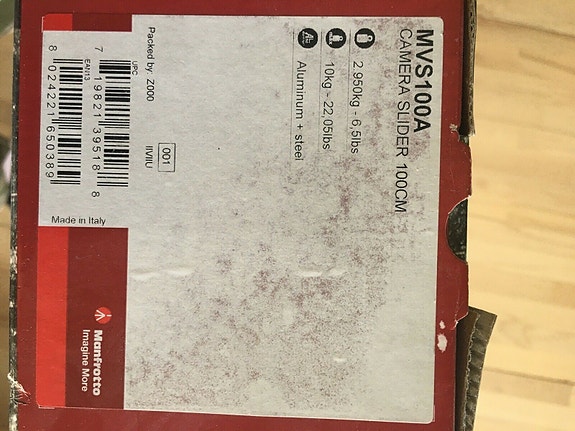 MVS100A
CAMERA SLIDER 100CM
2,950kg - 6,5lbs
10kg - 22,05lbs
Aluminum + steel
001
IIVIIU
Packed by: Z000
UPC
7 19821 39518 8
EAN13
8 024221 650389
Made in Italy
Manfrotto
Imagine More